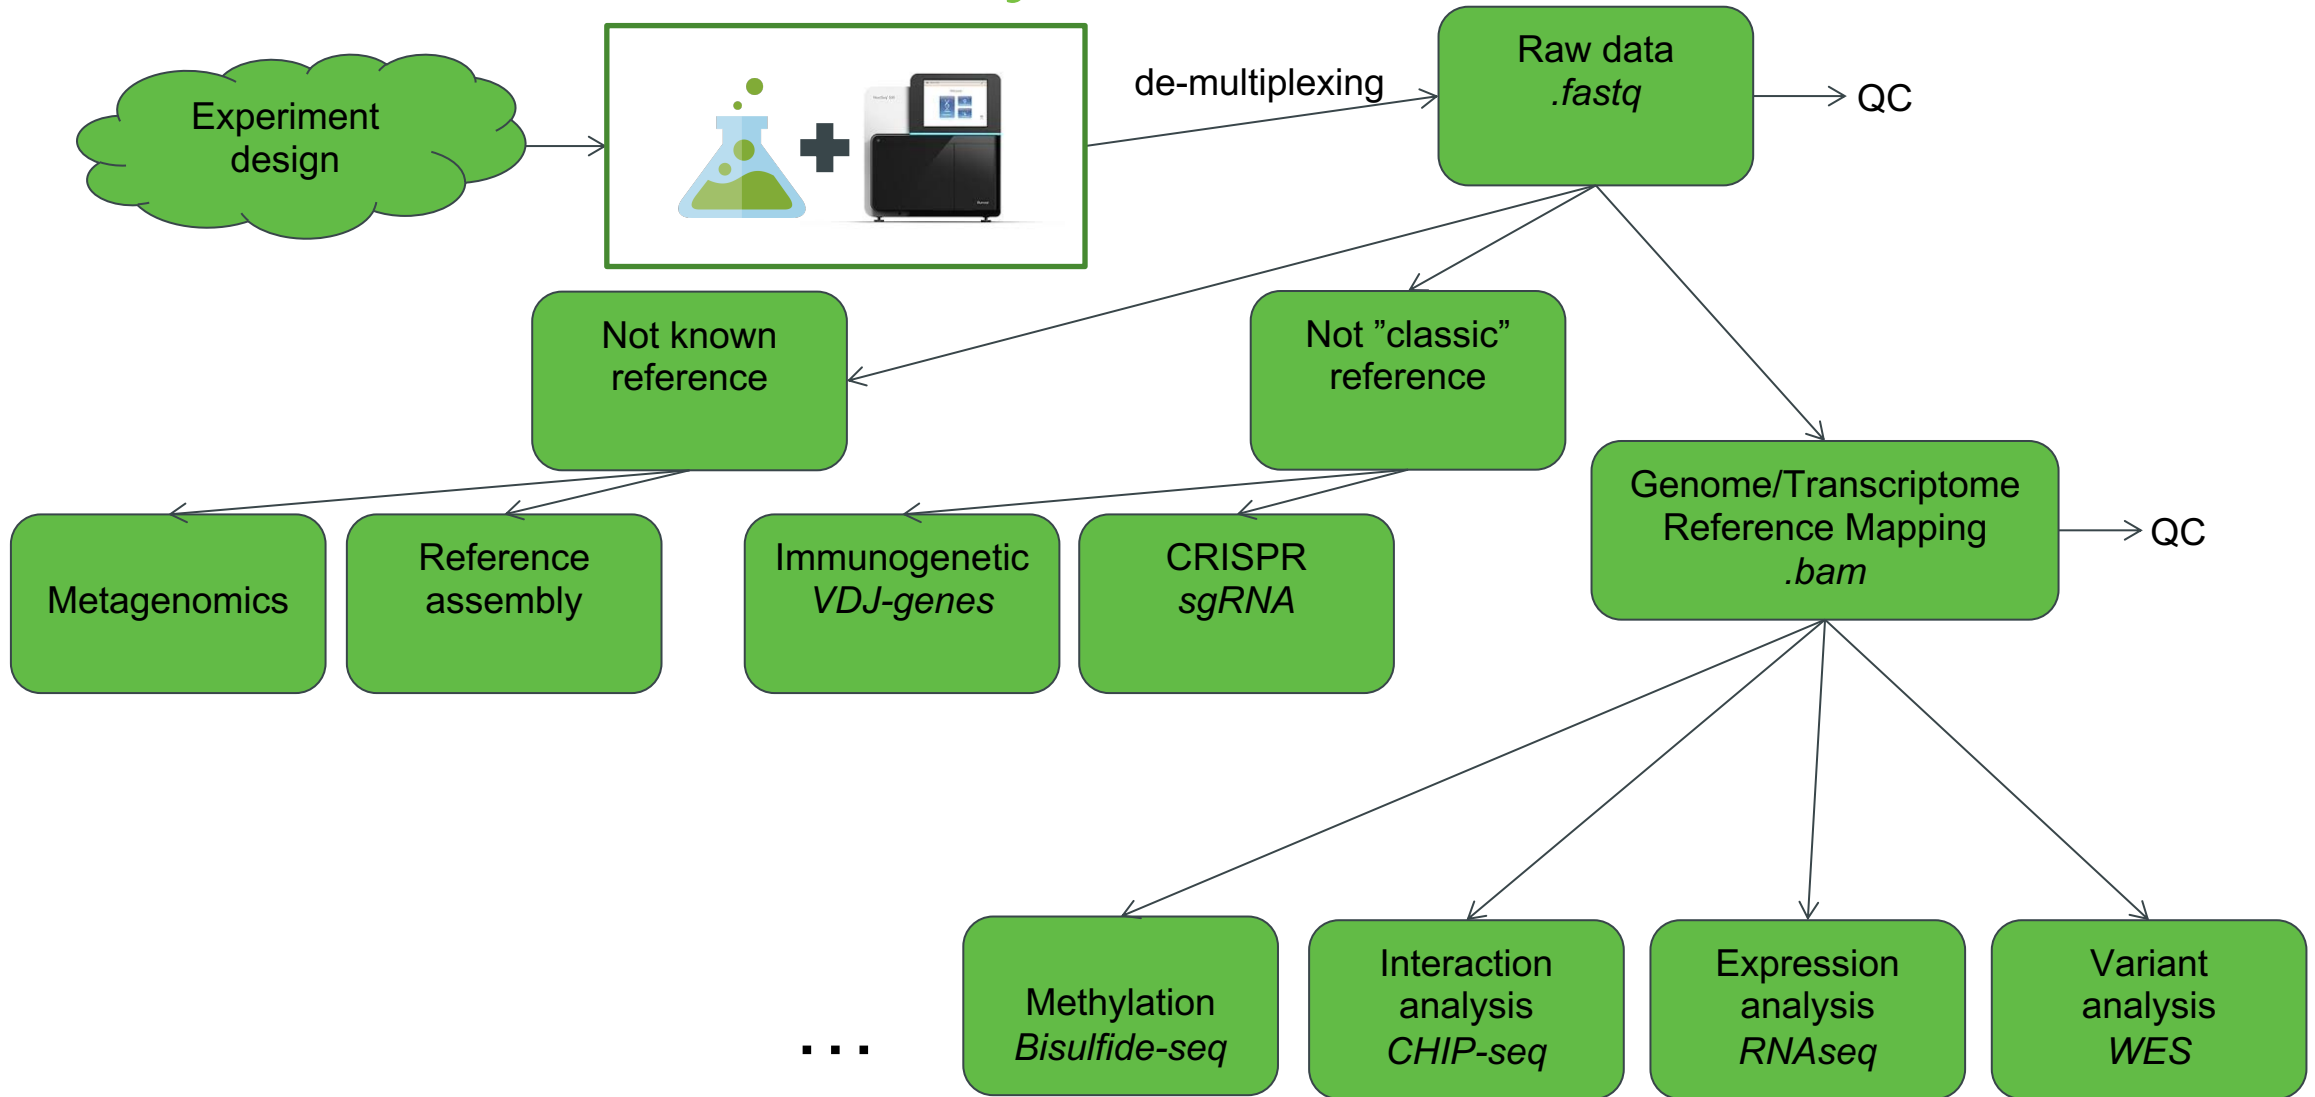 Experiment
design
de-multiplexing
Raw data
.fastq
QC
Not known
reference
Not ”classic”
reference
Genome/Transcriptome
Reference Mapping
.bam
QC
Metagenomics
Reference
assembly
Immunogenetic
VDJ-genes
CRISPR
sgRNA
...
Methylation
Bisulfide-seq
Interaction
analysis
CHIP-seq
Expression
analysis
RNAseq
Variant
analysis
WES